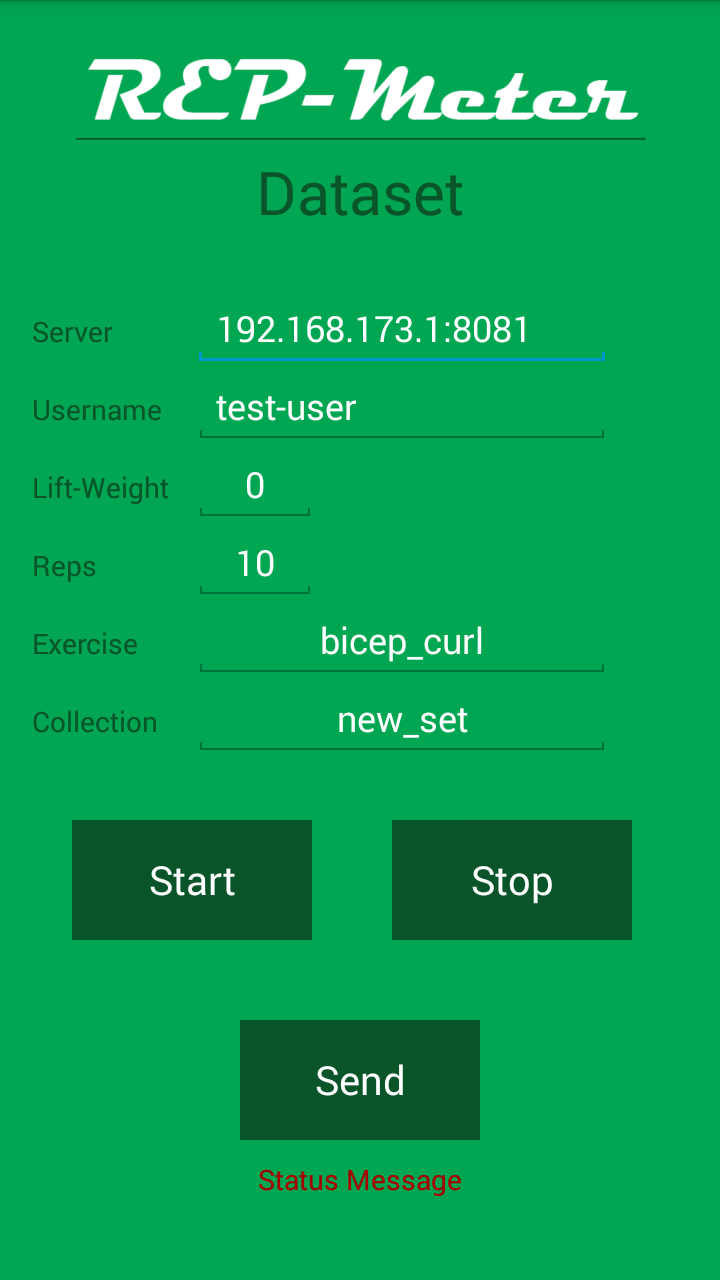 REP-Meter
Dataset
Server 192.168.173.1:8081
Username test-user
Lift-Weight 0
Reps 10
Exercise bicep_curl
Collection new_set
Start Stop
Send
Status Message